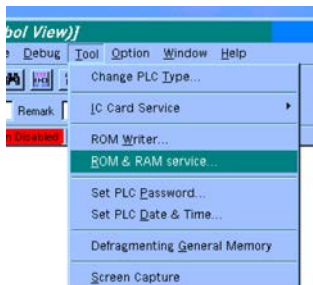 bol View)]
Debug Tool Option Window Help
Change PLC Type...
Remark
IC Card Service
Disabled
ROM Writer...
ROM & RAM service...
Set PLC Password...
Set PLC Date & Time...
Defragmenting General Memory
Screen Capture